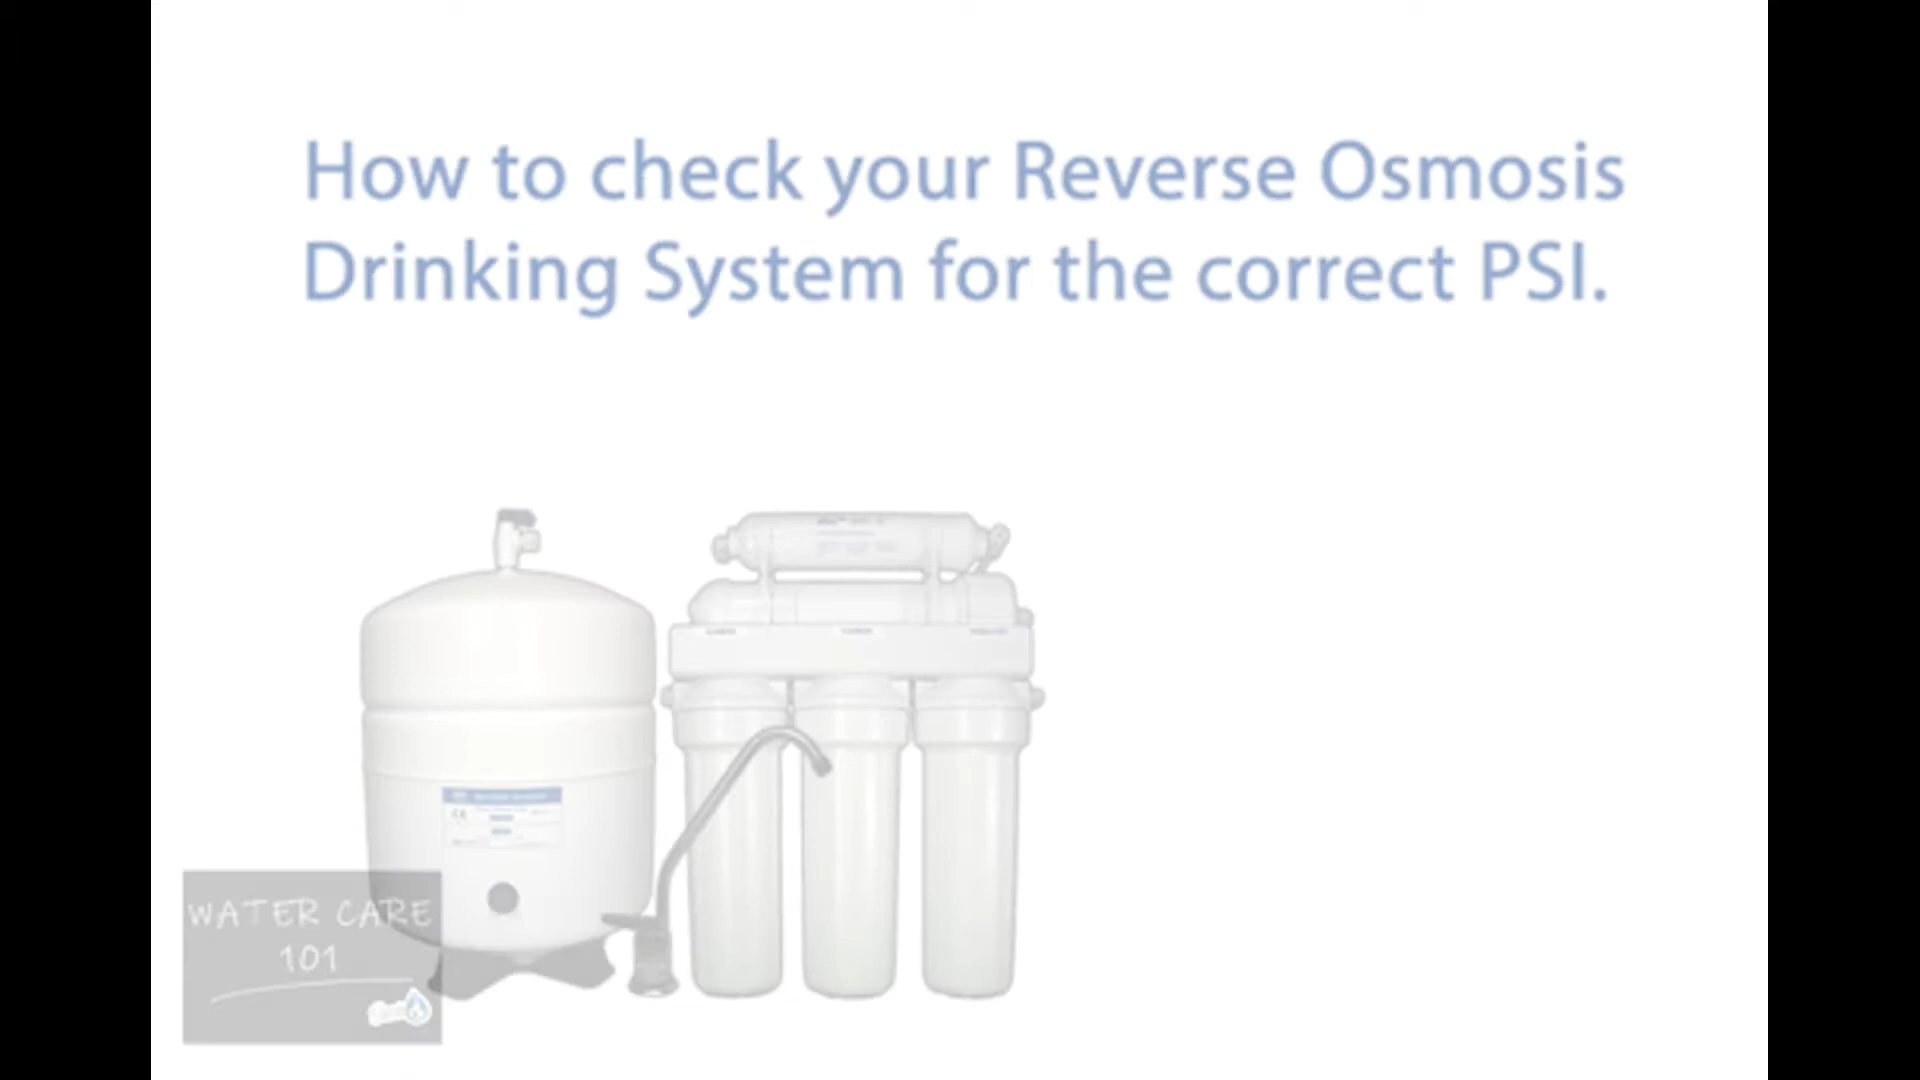 How to check your Reverse Osmosis
Drinking System for the correct PSI.
WATER CARE
101